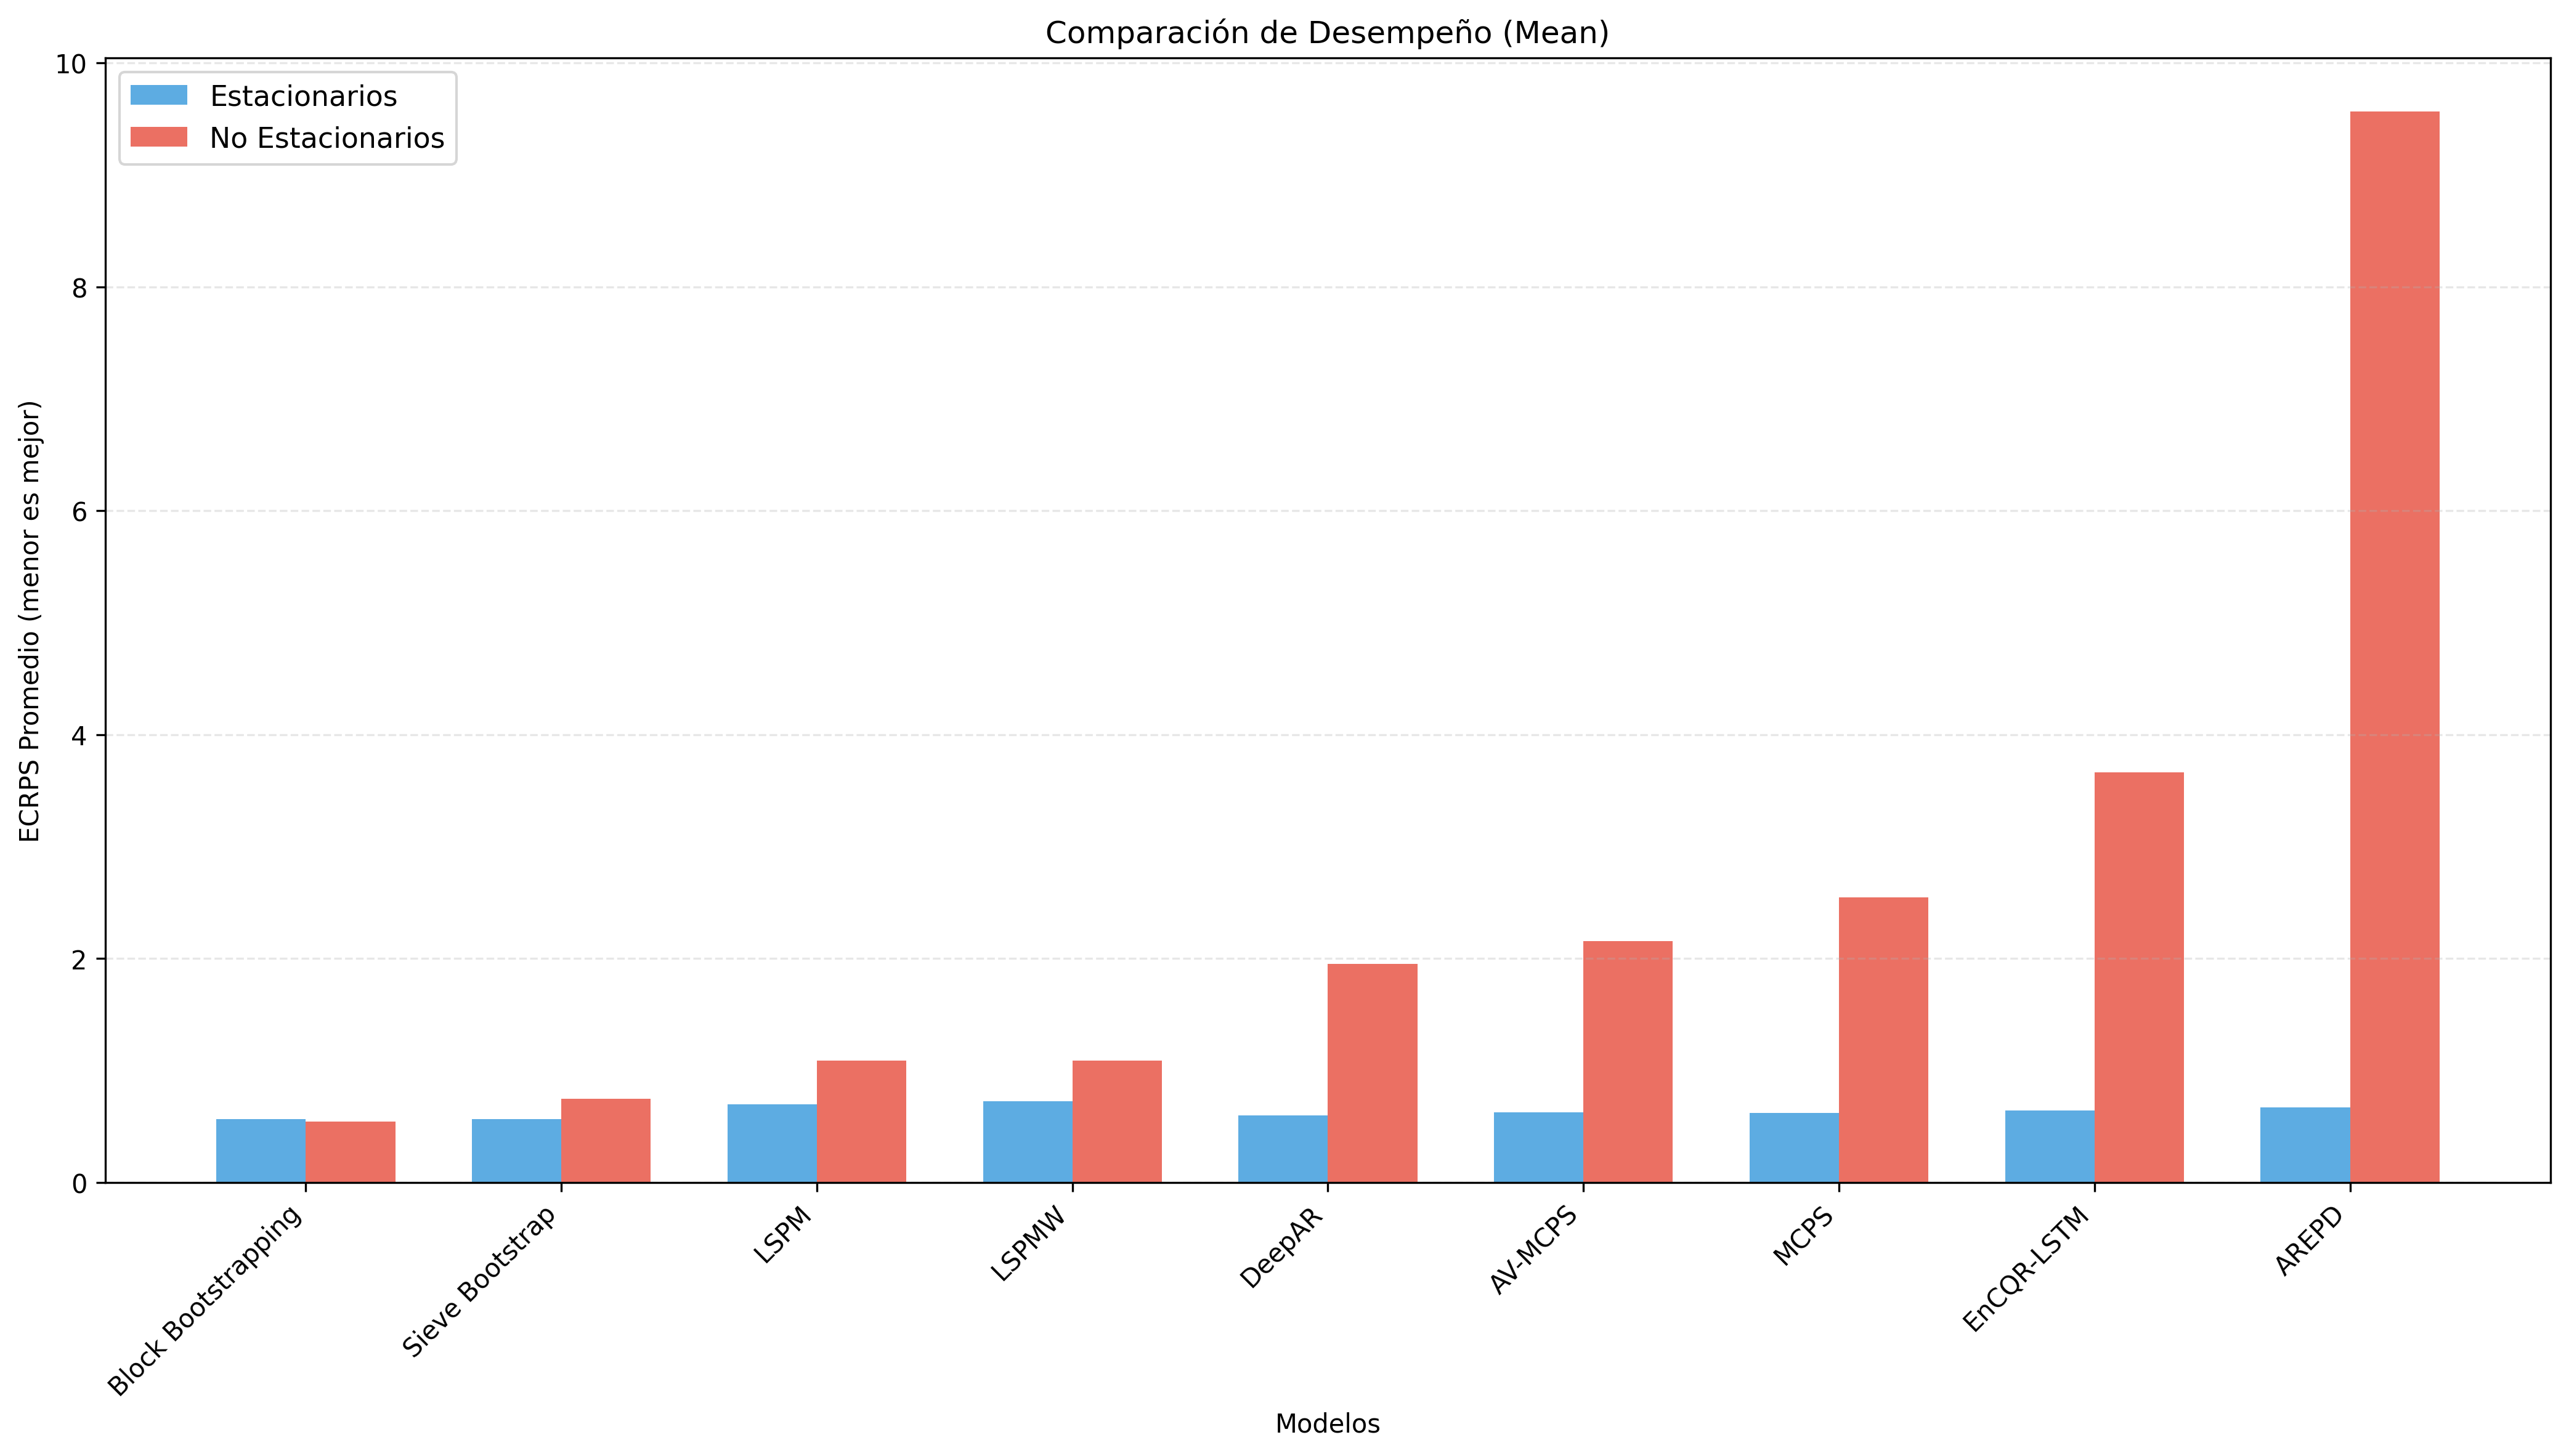 Comparación de Desempeño (Mean)
Estacionarios
No Estacionarios
ECRPS Promedio (menor es mejor)
10
8
6
4
2
0
Block Bootstrapping
Sieve Bootstrap
LSPM
LSPMW
DeepAR
AV-MCPS
MCPS
EnCQR-LSTM
AREPD
Modelos